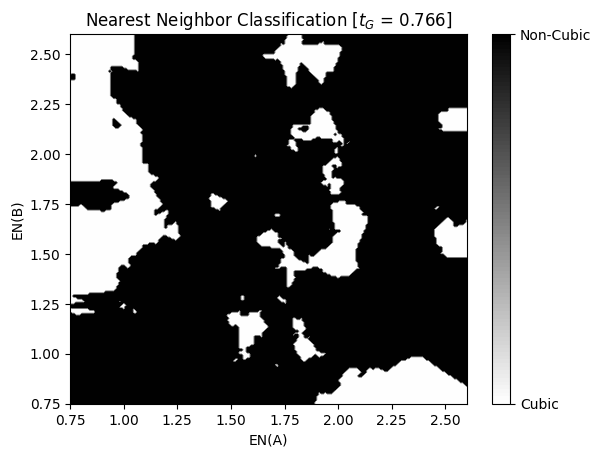 Nearest Neighbor Classification [$t_G$ = 0.766]
2.50
2.25
2.00
1.75
1.50
1.25
1.00
0.75
EN(B)
0.75 1.00 1.25 1.50 1.75 2.00 2.25 2.50
EN(A)
Non-Cubic
Cubic